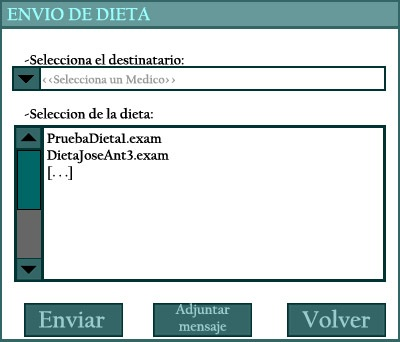 ENVIO DE DIETA
-Selecciona el destinatario:
<<Selecciona un Medico>>
-Seleccion de la dieta:
PruebaDieta1.exam
DietaJoseAnt3.exam
[...]
Enviar
Adjuntar
mensaje
Volver